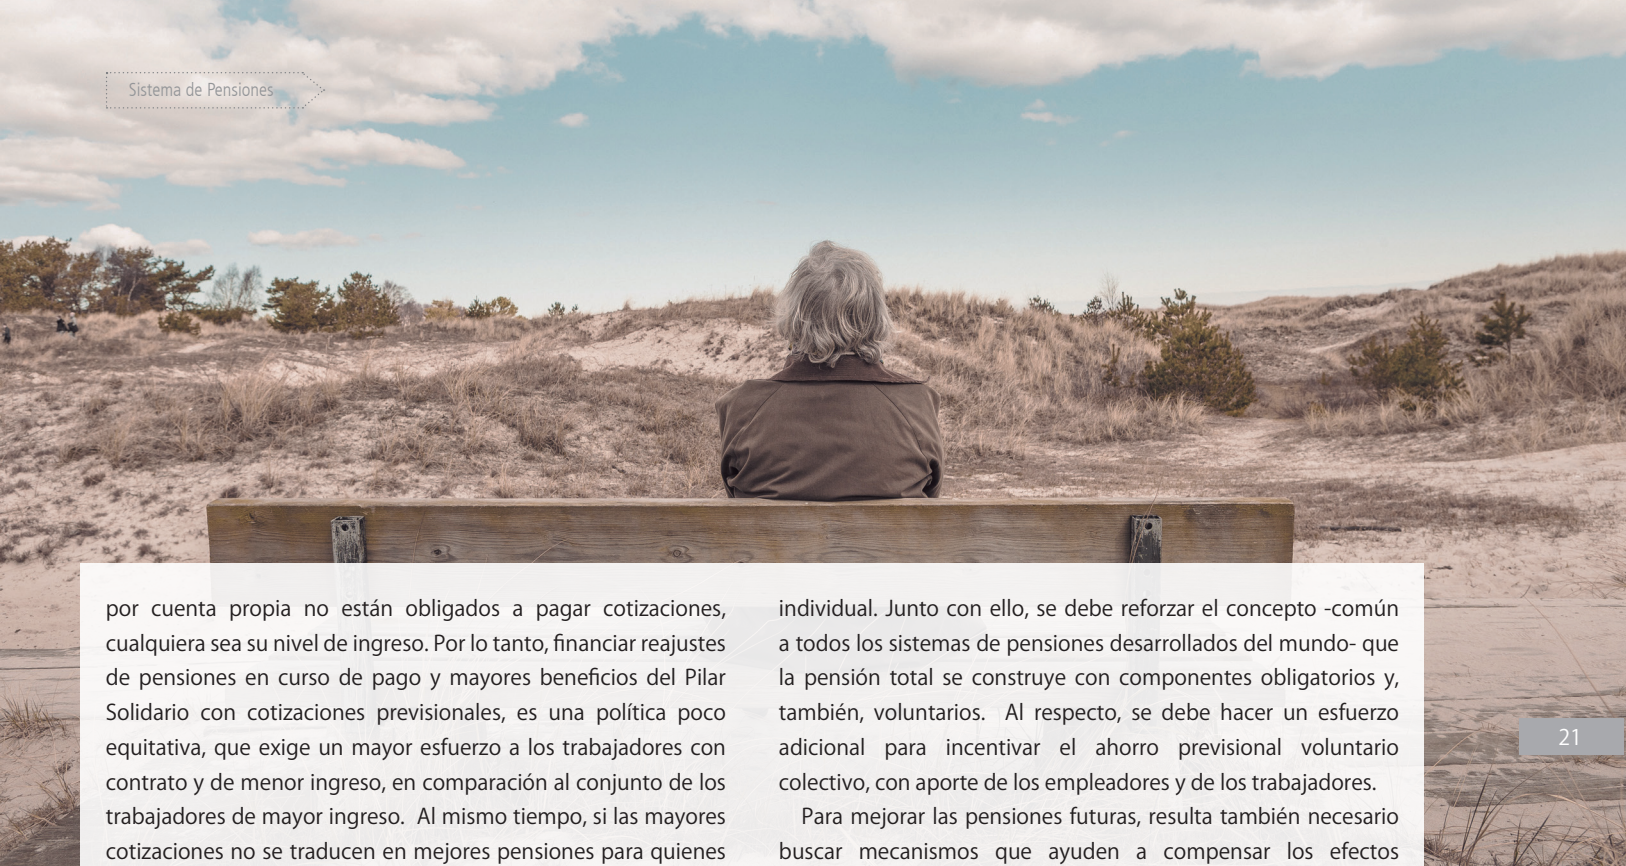 Sistema de Pensiones
por cuenta propia no están obligados a pagar cotizaciones,
cualquiera sea su nivel de ingreso. Por lo tanto, financiar reajustes
de pensiones en curso de pago y mayores beneficios del Pilar
Solidario con cotizaciones previsionales, es una política poco
equitativa, que exige un mayor esfuerzo a los trabajadores con
contrato y de menor ingreso, en comparación al conjunto de los
trabajadores de mayor ingreso.  Al mismo tiempo, si las mayores
cotizaciones no se traducen en mejores pensiones para quienes
individual. Junto con ello, se debe reforzar el concepto -común
a todos los sistemas de pensiones desarrollados del mundo- que
la pensión total se construye con componentes obligatorios y,
también, voluntarios.  Al respecto, se debe hacer un esfuerzo
adicional para incentivar el ahorro previsional voluntario
colectivo, con aporte de los empleadores y de los trabajadores.
Para mejorar las pensiones futuras, resulta también necesario
buscar mecanismos que ayuden a compensar los efectos
21